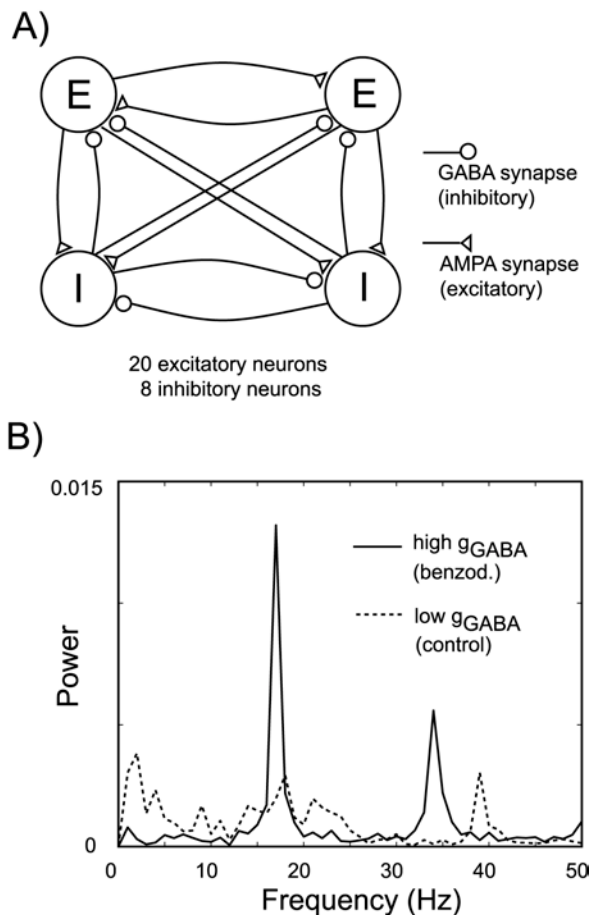 A)
E
E
I
I
GABA synapse
(inhibitory)
AMPA synapse
(excitatory)
20 excitatory neurons
8 inhibitory neurons
B)
0.015
0
Power
high gGABA
(benzod.)
low gGABA
(control)
0 10 20 30 40 50
Frequency (Hz)